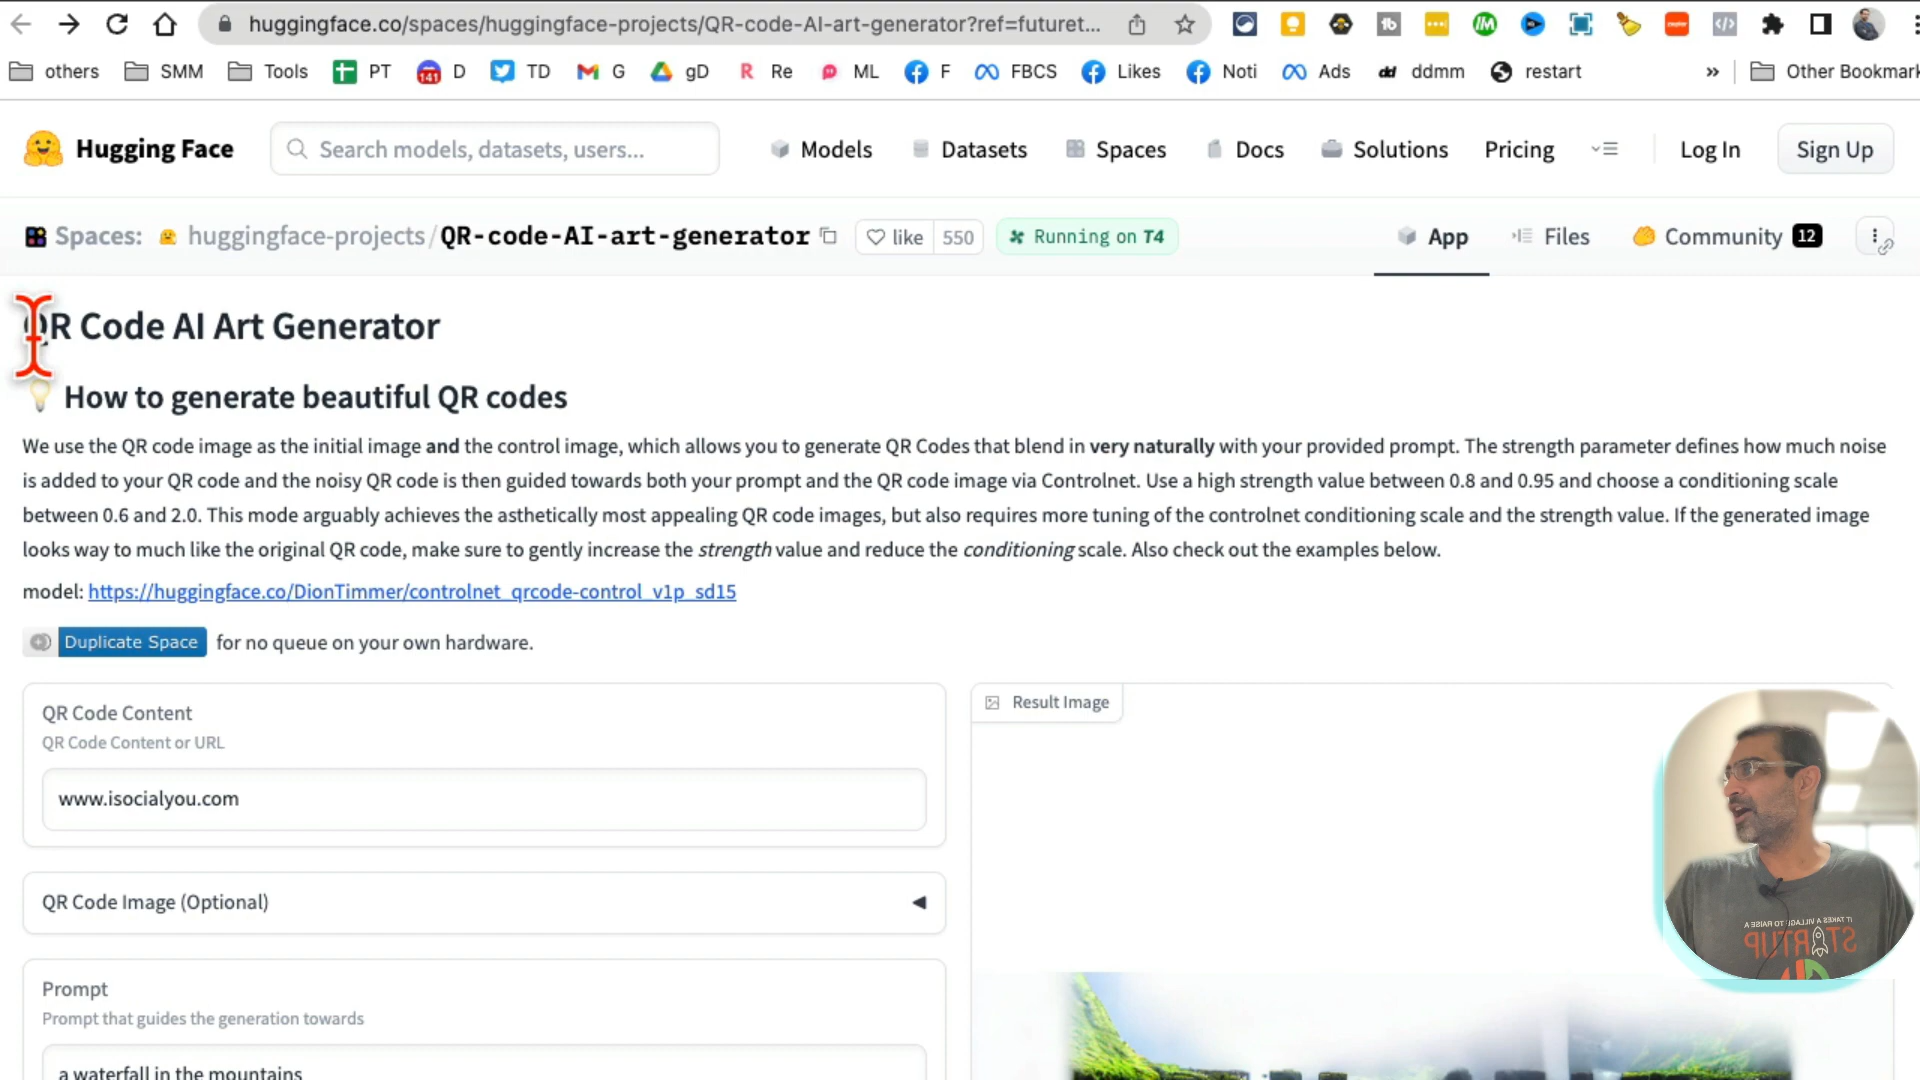 huggingface.co/spaces/huggingface-projects/QR-code-AI-art-generator?ref=futuret...
others SMM Tools PT 141 D TD G gD Re ML F FBCS Likes Noti Ads dd ddmm restart » Other Bookmark
Hugging Face Search models, datasets, users... Models Datasets Spaces Docs Solutions Pricing Log In Sign Up
Spaces: huggingface-projects/QR-code-AI-art-generator like 550 Running on T4 App Files Community 12
QR Code AI Art Generator
How to generate beautiful QR codes
We use the QR code image as the initial image and the control image, which allows you to generate QR Codes that blend in very naturally with your provided prompt. The strength parameter defines how much noise
is added to your QR code and the noisy QR code is then guided towards both your prompt and the QR code image via Controlnet. Use a high strength value between 0.8 and 0.95 and choose a conditioning scale
between 0.6 and 2.0. This mode arguably achieves the asthetically most appealing QR code images, but also requires more tuning of the controlnet conditioning scale and the strength value. If the generated image
looks way to much like the original QR code, make sure to gently increase the strength value and reduce the conditioning scale. Also check out the examples below.
model: https://huggingface.co/DionTimmer/controlnet_qrcode-control_v1p_sd15
Duplicate Space for no queue on your own hardware.
QR Code Content
QR Code Content or URL
www.isocialyou.com
QR Code Image (Optional)
Prompt
Prompt that guides the generation towards
a waterfall in the mountains
Result Image
IT TAKES A VILLAGE TO RAISE A
STARTUP